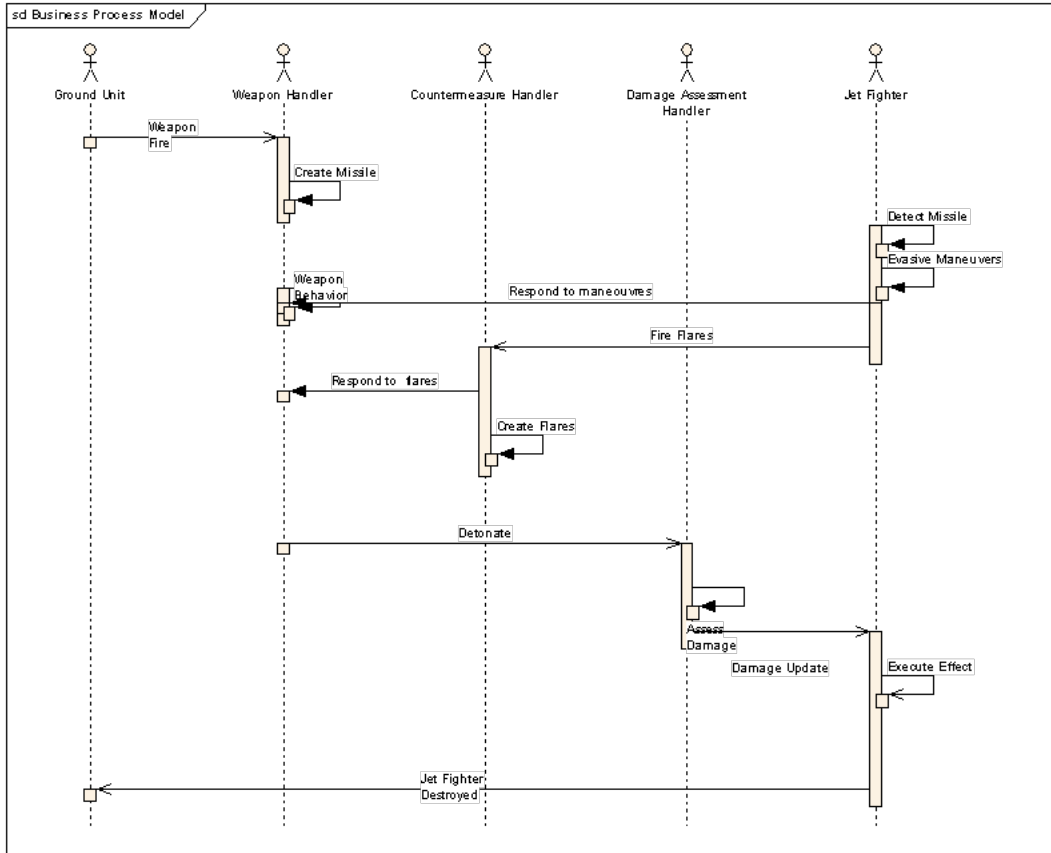 sd Business Process Model
Ground Unit
Weapon Handler
Countermeasure Handler
Damage Assessment
Handler
Jet Fighter
Weapon
Fire
Create Missile
Detect Missile
Evasive Maneuvers
Weapon
Behavior
Respond to maneouvres
Fire Flares
Respond to flares
Create Flares
Detonate
Assess
Damage
Damage Update
Execute Effect
Jet Fighter
Destroyed